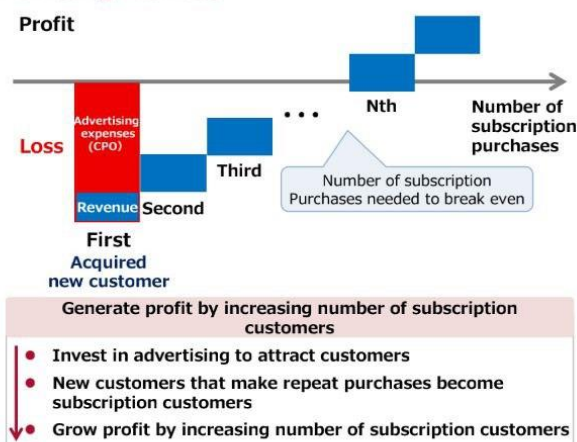 Profit
Nth
Number of
subscription
purchases
Advertising
expenses
(CPO)
Loss
•••
Third
Number of subscription
Purchases needed to break even
Revenue
Second
First
Acquired
new customer
Generate profit by increasing number of subscription
customers
● Invest in advertising to attract customers
● New customers that make repeat purchases become
subscription customers
● Grow profit by increasing number of subscription customers